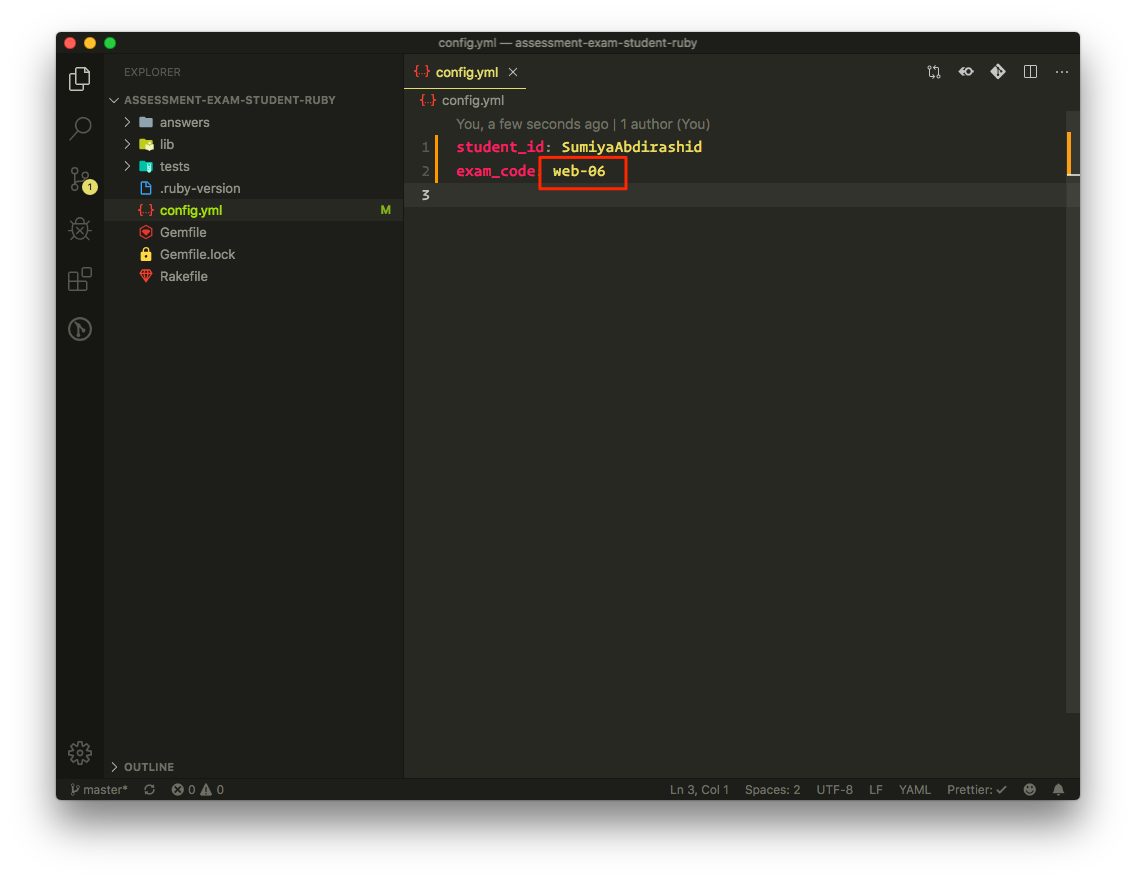 config.yml — assessment-exam-student-ruby
EXPLORER
ASSESSMENT-EXAM-STUDENT-RUBY
answers
lib
tests
.ruby-version
config.yml M
Gemfile
Gemfile.lock
Rakefile
OUTLINE
1
config.yml
config.yml
You, a few seconds ago | 1 author (You)
1 student_id: SumiyaAbdirashid
2 exam_code web-06
3
master* 0 0 Ln 3, Col 1 Spaces: 2 UTF-8 LF YAML Prettier: ✓